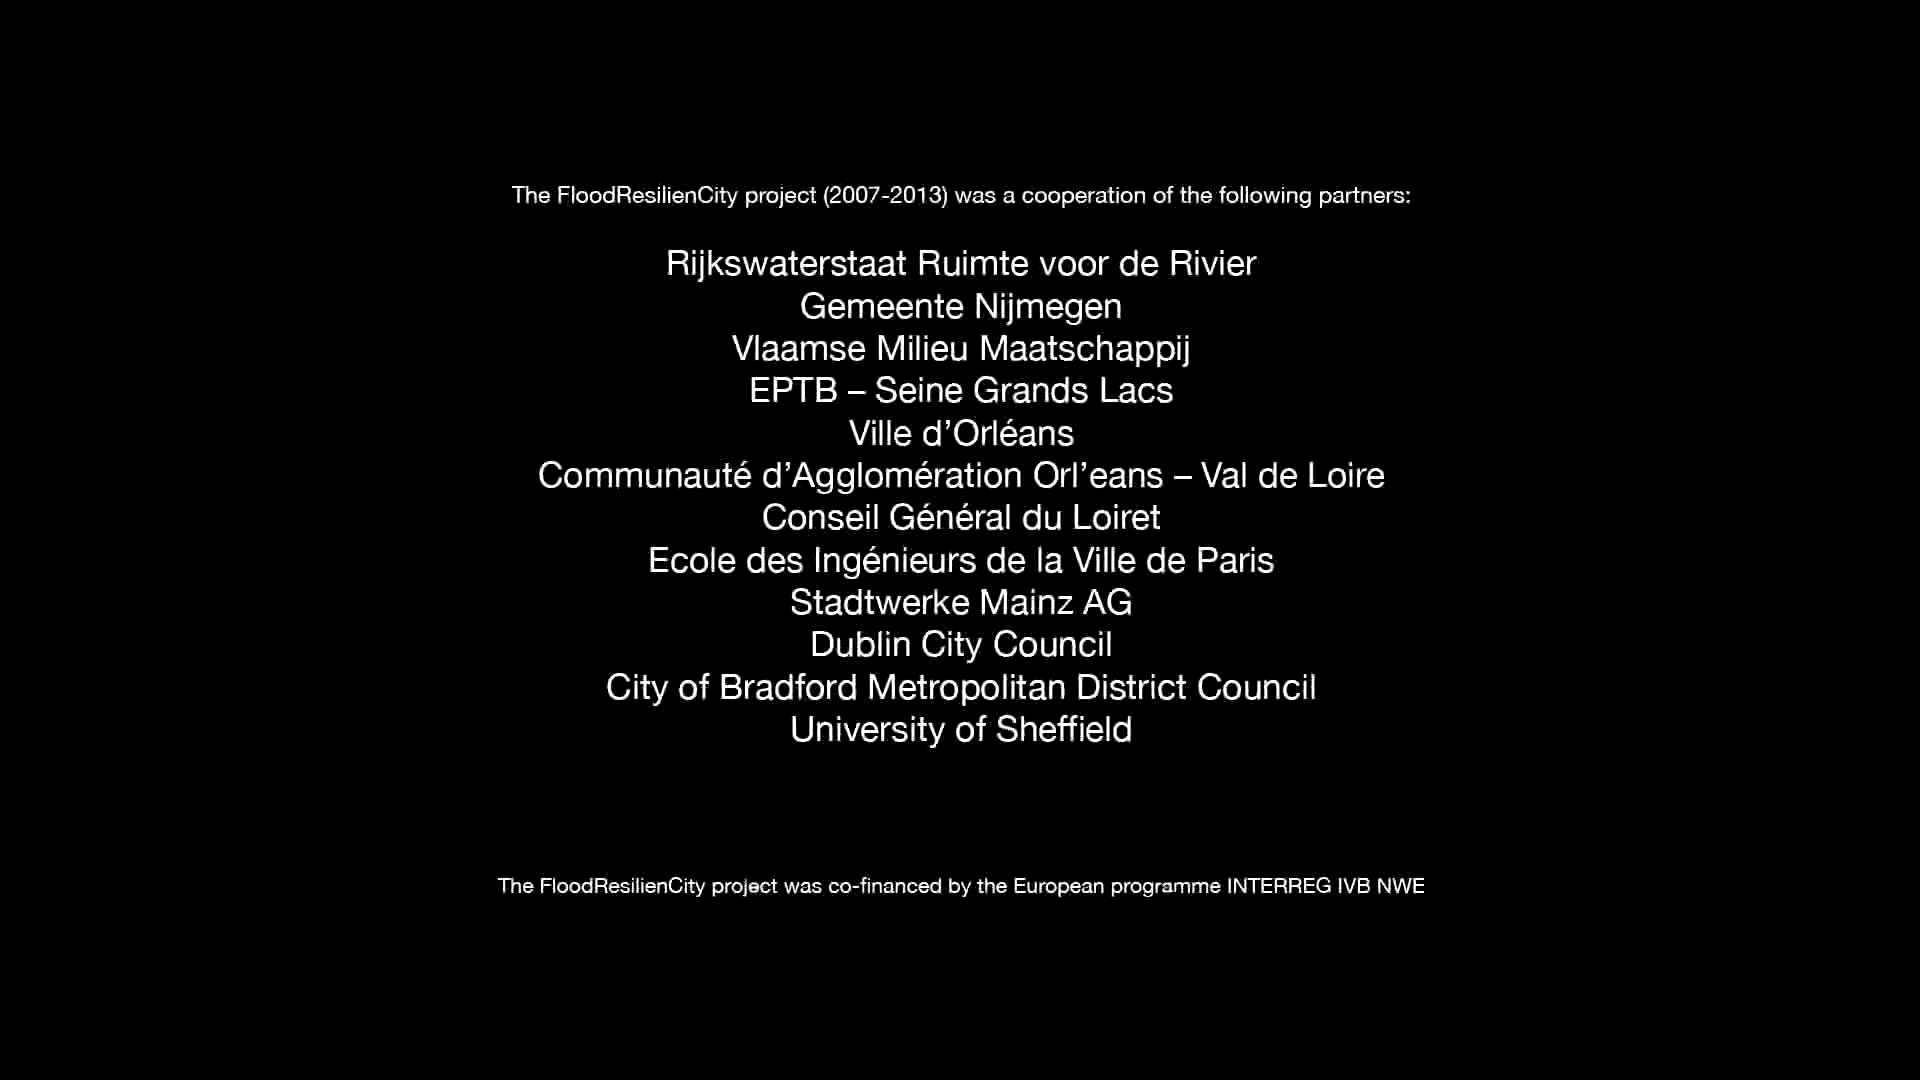 The FloodResilienCity project (2007-2013) was a cooperation of the following partners:
Rijkswaterstaat Ruimte voor de Rivier
Gemeente Nijmegen
Vlaamse Milieu Maatschappij
EPTB – Seine Grands Lacs
Ville d’Orléans
Communauté d’Agglomération Orl’eans – Val de Loire
Conseil Général du Loiret
Ecole des Ingénieurs de la Ville de Paris
Stadtwerke Mainz AG
Dublin City Council
City of Bradford Metropolitan District Council
University of Sheffield
The FloodResilienCity project was co-financed by the European programme INTERREG IVB NWE